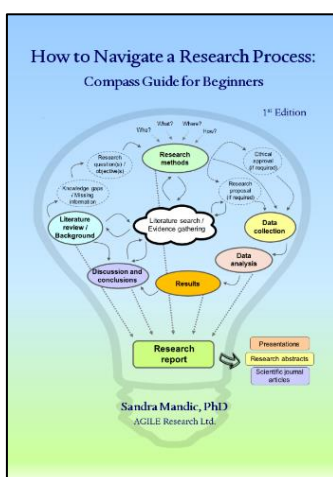 How to Navigate a Research Process:
Compass Guide for Beginners
1st Edition
What?
Where?
Who?
How?
Research
methods
Research
question(s) /
objective(s)
Ethical
approval
(if required)
Knowledge gaps
/ Missing
information
Research
proposal
(if required)
Literature
review /
Background
Literature search /
Evidence gathering
Data
collection
Discussion and
conclusions
Data
analysis
Results
Research
report
Presentations
Research abstracts
Scientific journal
articles
Sandra Mandic, PhD
AGILE Research Ltd.